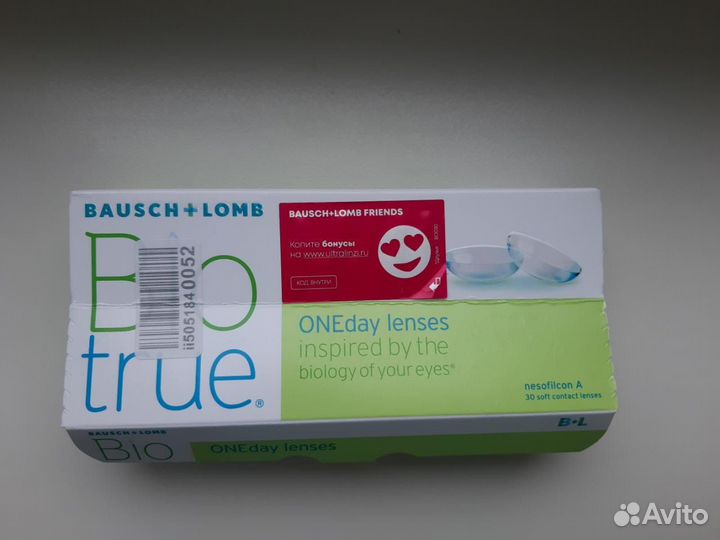 BAUSCH+LOMB
Bio
true®
ii5051840052
BAUSCH+LOMB FRIENDS
Копите бонусы
на www.ultralinzi.ru
КОД ВНУТРИ
ONEday lenses
inspired by the
biology of your eyes®
nesofilcon A
30 soft contact lenses
BAUSCH+LOMB
Bio
ONEday lenses
B+L
Avito